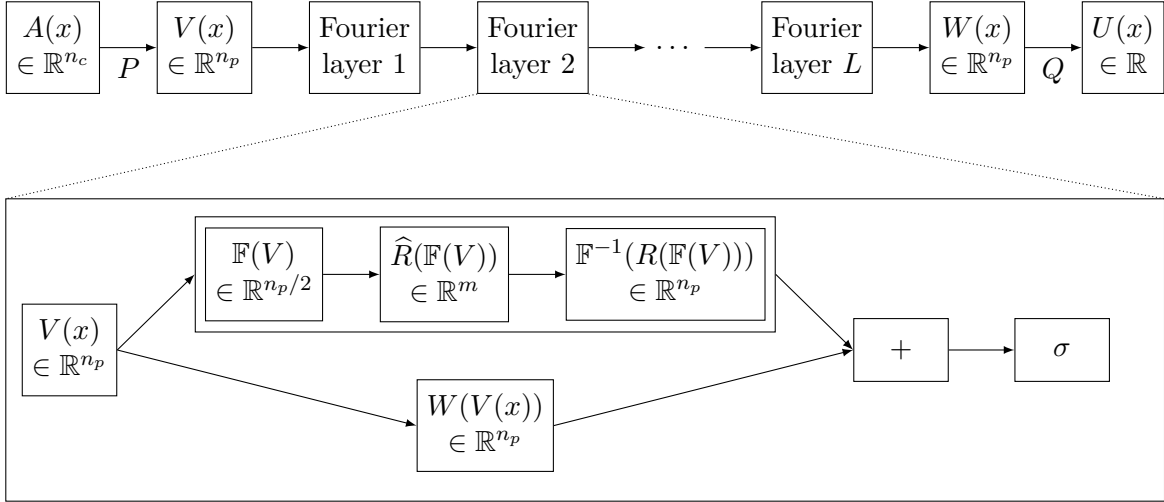 A(x)
∈ ℝ^{n_c}
P
V(x)
∈ ℝ^{n_p}
Fourier
layer 1
Fourier
layer 2
⋯
Fourier
layer L
W(x)
∈ ℝ^{n_p}
Q
U(x)
∈ ℝ
V(x)
∈ ℝ^{n_p}
𝔽(V)
∈ ℝ^{n_p/2}
R̂(𝔽(V))
∈ ℝ^m
𝔽^{−1}(R(𝔽(V)))
∈ ℝ^{n_p}
W(V(x))
∈ ℝ^{n_p}
+
σ